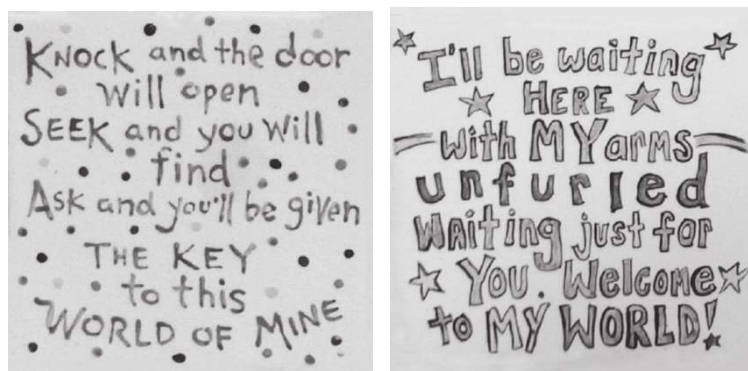 KNOCK and the door
will open
SEEK and you will
find
Ask and you'll be given
THE KEY
to this
WORLD OF MINE
I'll be waiting
HERE
with MY arms
unfurled
Waiting just for
You. Welcome
to MY WORLD!